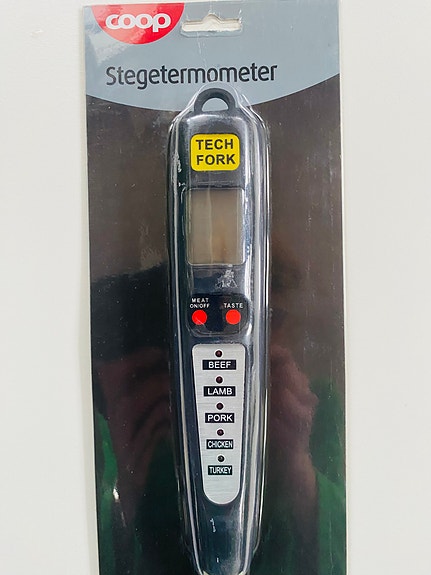 coop
Stegetermometer
TECH
FORK
MEAT
ON/OFF
TASTE
BEEF
LAMB
PORK
CHICKEN
TURKEY